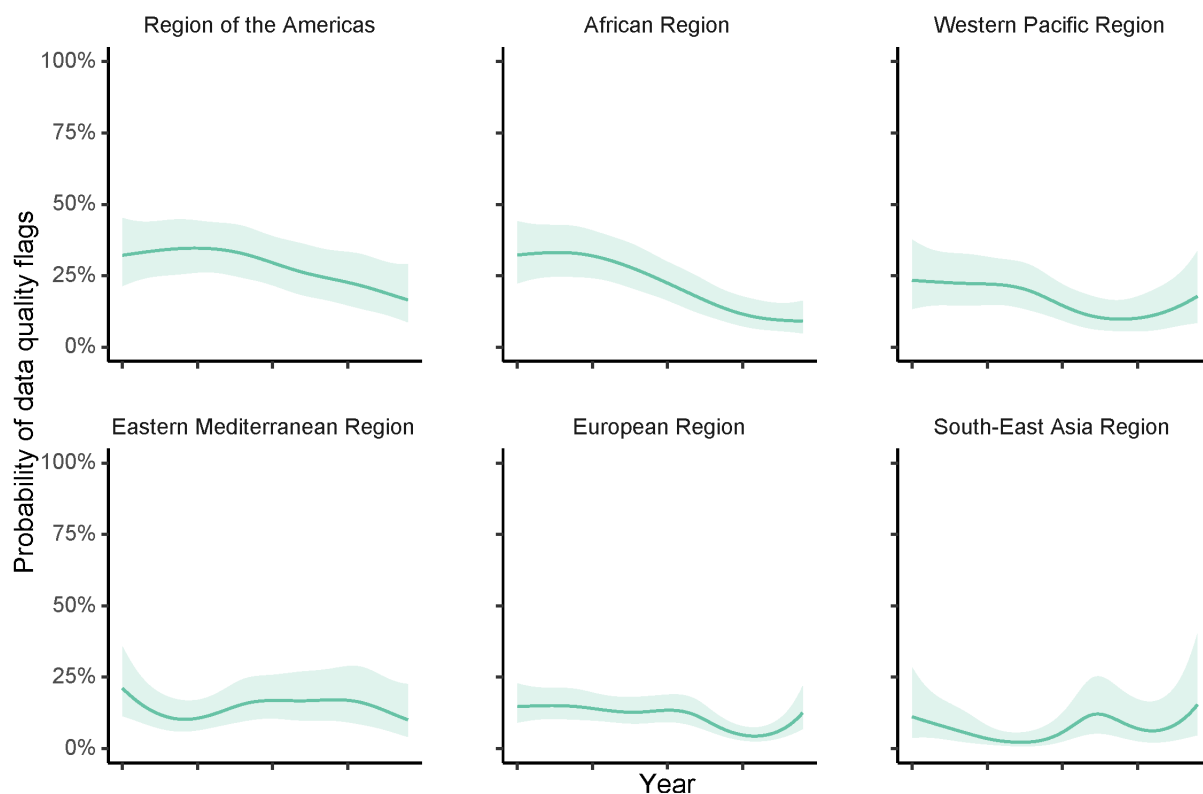 Region of the Americas
African Region
Western Pacific Region
100%
75%
50%
25%
0%
Probability of data quality flags
Eastern Mediterranean Region
European Region
South-East Asia Region
100%
75%
50%
25%
0%
Year